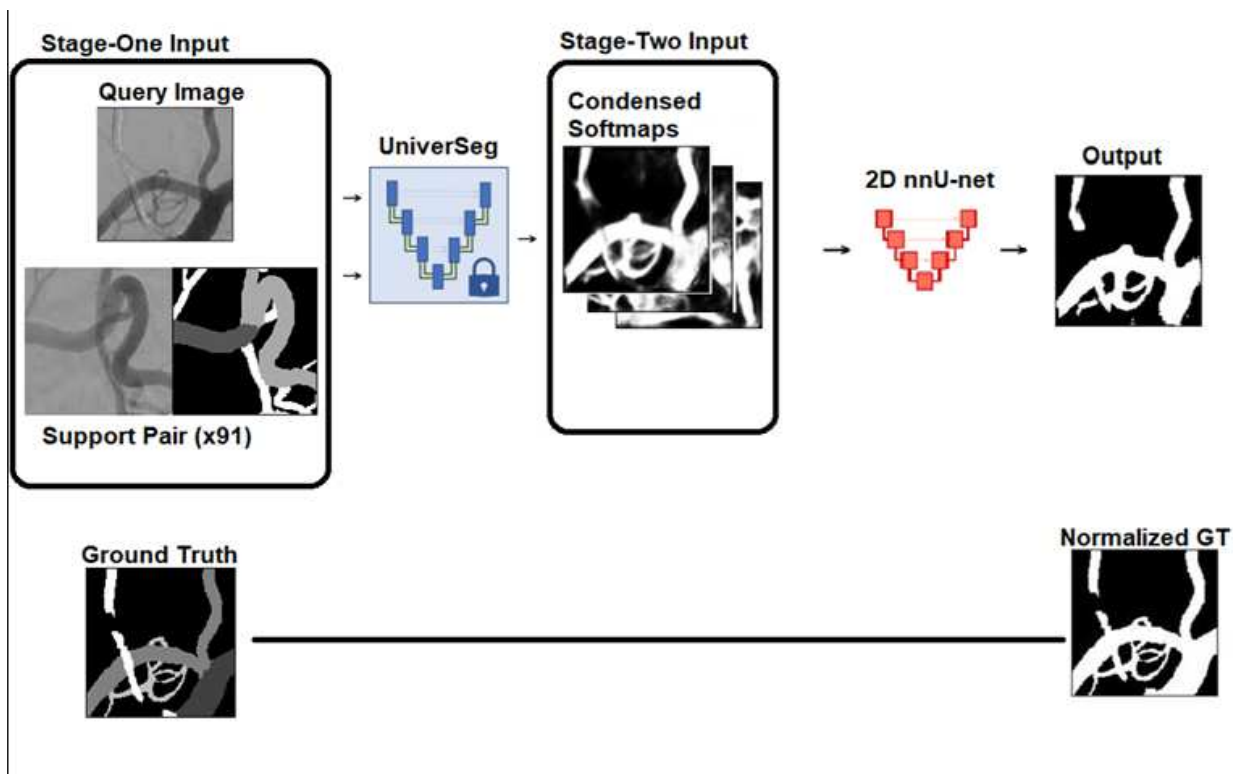 Stage-One Input
Query Image
Support Pair (x91)
UniverSeg
Stage-Two Input
Condensed
Softmaps
2D nnU-net
Output
Ground Truth
Normalized GT